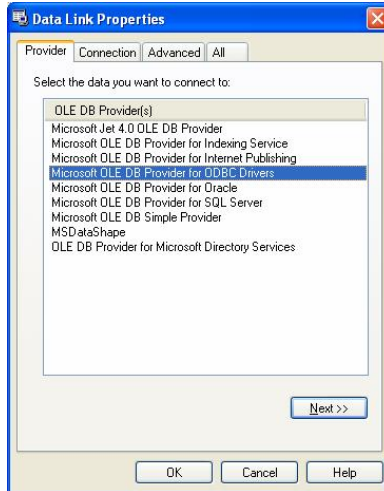 Data Link Properties
Provider Connection Advanced All
Select the data you want to connect to:
OLE DB Provider(s)
Microsoft Jet 4.0 OLE DB Provider
Microsoft OLE DB Provider for Indexing Service
Microsoft OLE DB Provider for Internet Publishing
Microsoft OLE DB Provider for ODBC Drivers
Microsoft OLE DB Provider for Oracle
Microsoft OLE DB Provider for SQL Server
Microsoft OLE DB Simple Provider
MSDataShape
OLE DB Provider for Microsoft Directory Services
Next >>
OK Cancel Help